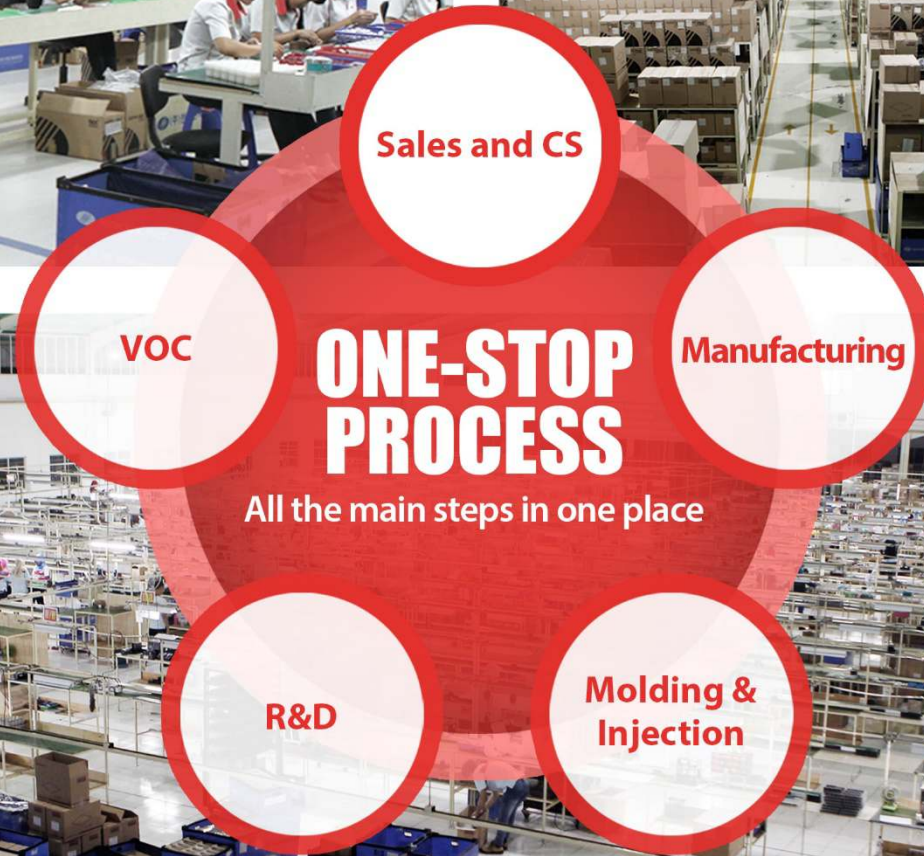 Sales and CS
VOC
Manufacturing
ONE-STOP
PROCESS
All the main steps in one place
R&D
Molding &
Injection